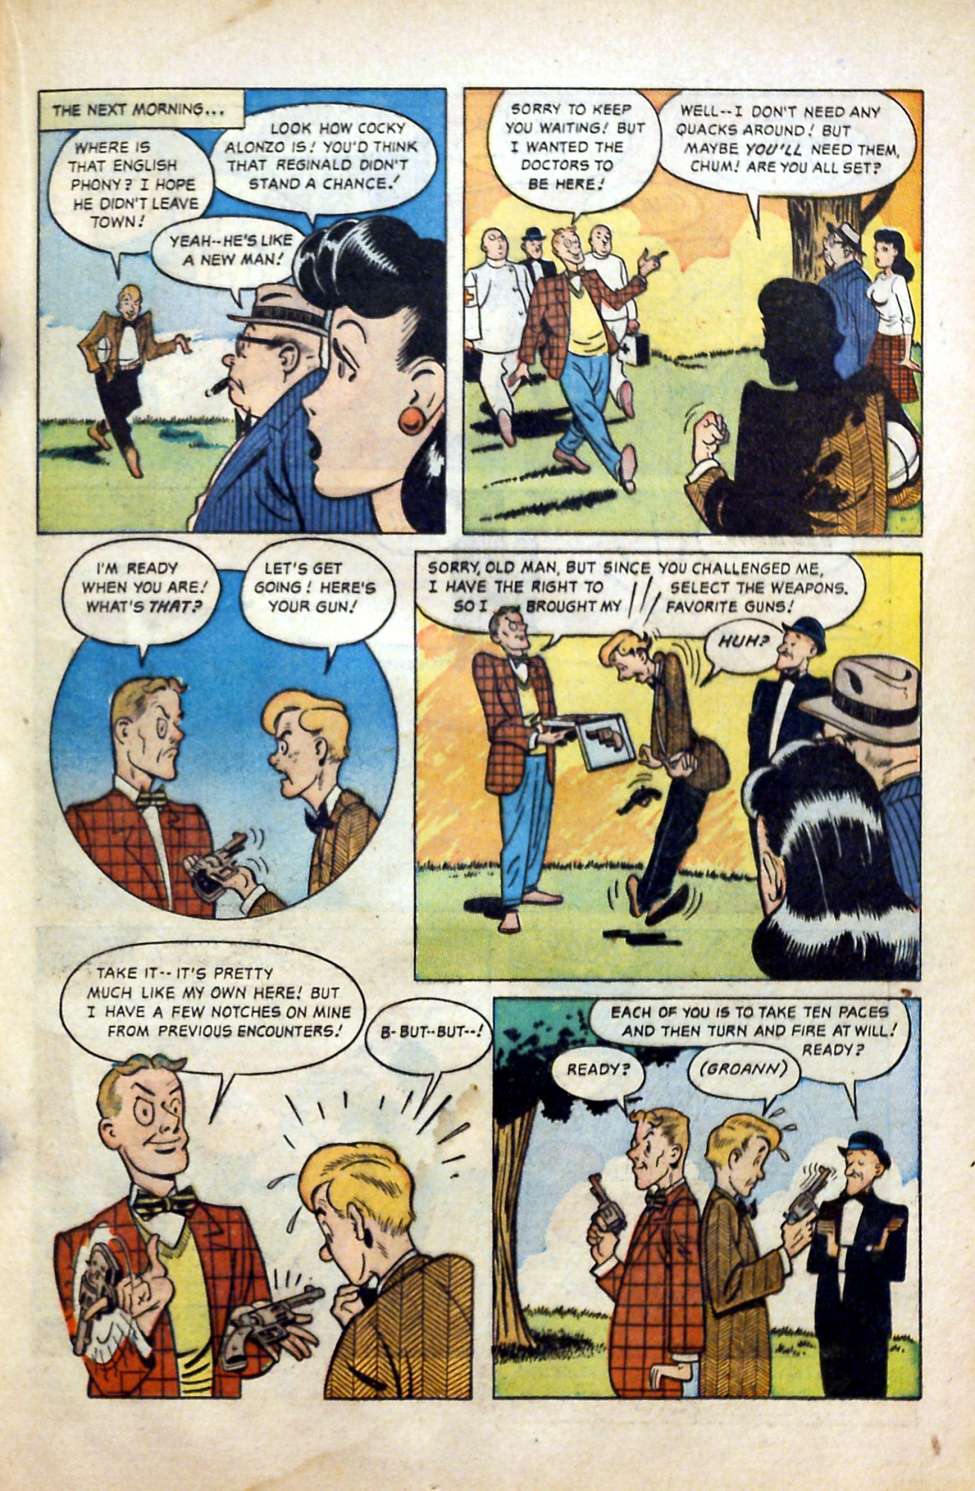 THE NEXT MORNING...
WHERE IS
THAT ENGLISH
PHONY? I HOPE
HE DIDN'T LEAVE
TOWN!
LOOK HOW COCKY
ALONZO IS! YOU'D THINK
THAT REGINALD DIDN'T
STAND A CHANCE!
YEAH--HE'S LIKE
A NEW MAN!
SORRY TO KEEP
YOU WAITING! BUT
I WANTED THE
DOCTORS TO
BE HERE!
WELL--I DON'T NEED ANY
QUACKS AROUND! BUT
MAYBE YOU'LL NEED THEM,
CHUM! ARE YOU ALL SET?
I'M READY
WHEN YOU ARE!
WHAT'S THAT?
LET'S GET
GOING! HERE'S
YOUR GUN!
SORRY, OLD MAN, BUT SINCE YOU CHALLENGED ME,
I HAVE THE RIGHT TO SELECT THE WEAPONS.
SO I BROUGHT MY FAVORITE GUNS!
HUH?
TAKE IT--IT'S PRETTY
MUCH LIKE MY OWN HERE! BUT
I HAVE A FEW NOTCHES ON MINE
FROM PREVIOUS ENCOUNTERS!
B-BUT--BUT--!
EACH OF YOU IS TO TAKE TEN PACES
AND THEN TURN AND FIRE AT WILL!
READY?
READY?
(GROANN)